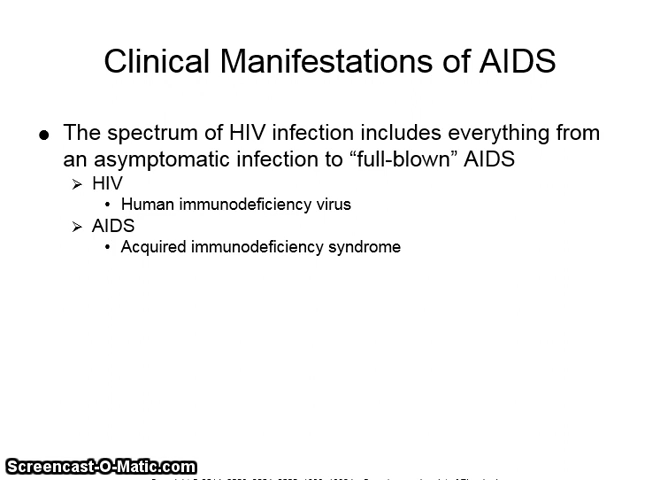 Clinical Manifestations of AIDS
● The spectrum of HIV infection includes everything from
an asymptomatic infection to “full-blown” AIDS
➢ HIV
• Human immunodeficiency virus
➢ AIDS
• Acquired immunodeficiency syndrome
Screencast-O-Matic.com